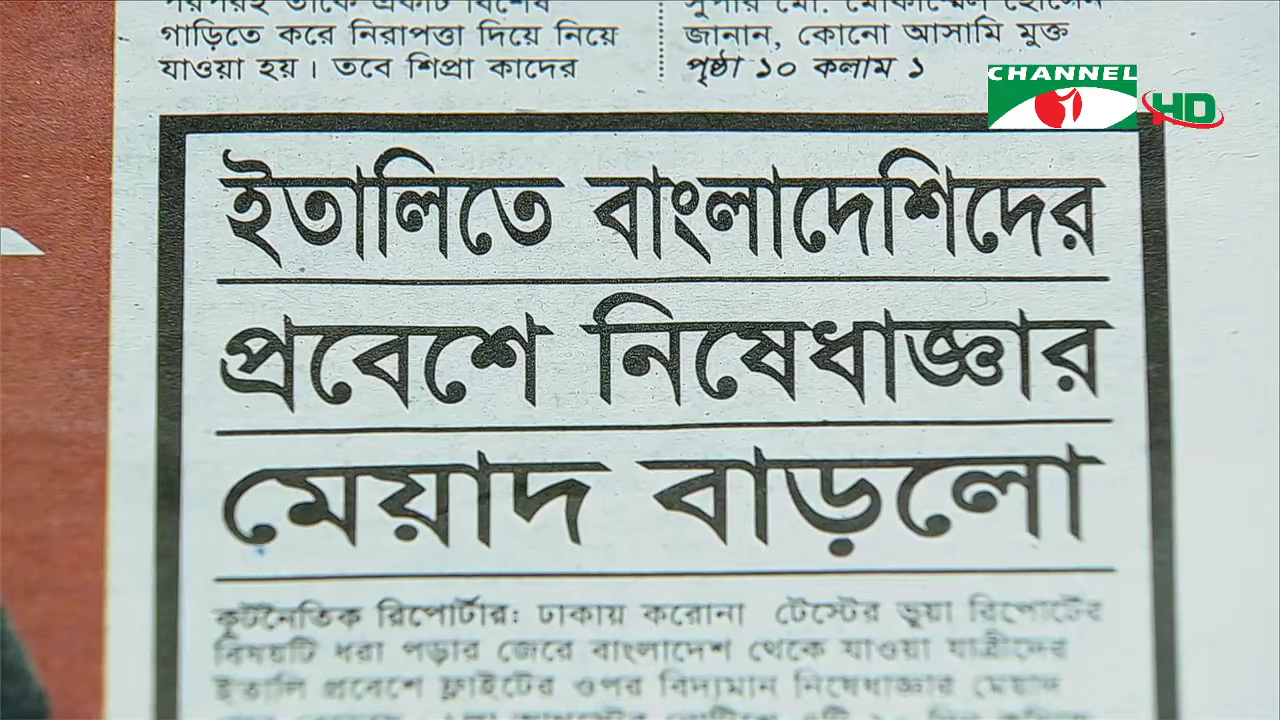 গাড়িতে করে নিরাপত্তা দিয়ে নিয়ে
যাওয়া হয়। তবে শিপ্রা কাদের
জানান, কোনো আসামি মুক্ত
পৃষ্ঠা ১০ কলাম ১
CHANNEL
HD
ইতালিতে বাংলাদেশিদের
প্রবেশে নিষেধাজ্ঞার
মেয়াদ বাড়লো
কূটনৈতিক রিপোর্টার: ঢাকায় করোনা টেস্টের ভুয়া রিপোর্টের
বিষয়টি ধরা পড়ার জেরে বাংলাদেশ থেকে যাওয়া যাত্রীদের
ইতালি প্রবেশে ফ্লাইটের ওপর বিদ্যমান নিষেধাজ্ঞার মেয়াদ